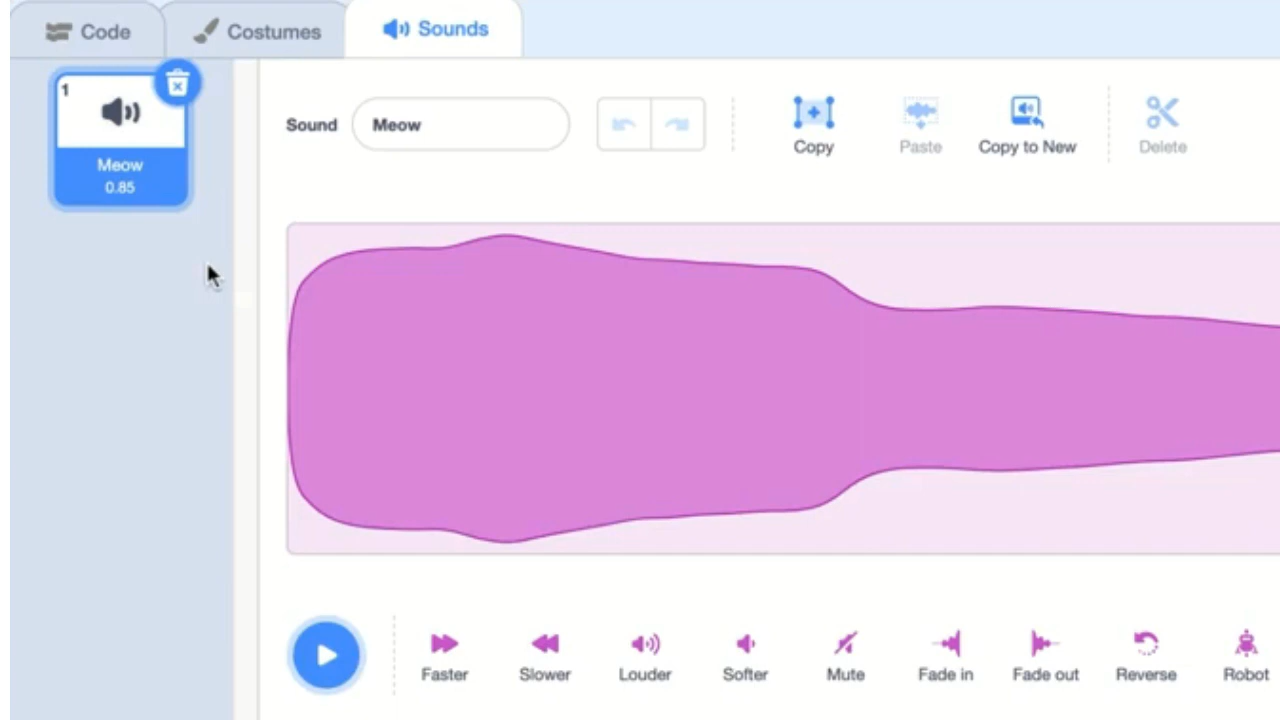 Code
Costumes
Sounds
1
Meow
0.85
Sound
Meow
Copy
Paste
Copy to New
Delete
Faster
Slower
Louder
Softer
Mute
Fade in
Fade out
Reverse
Robot